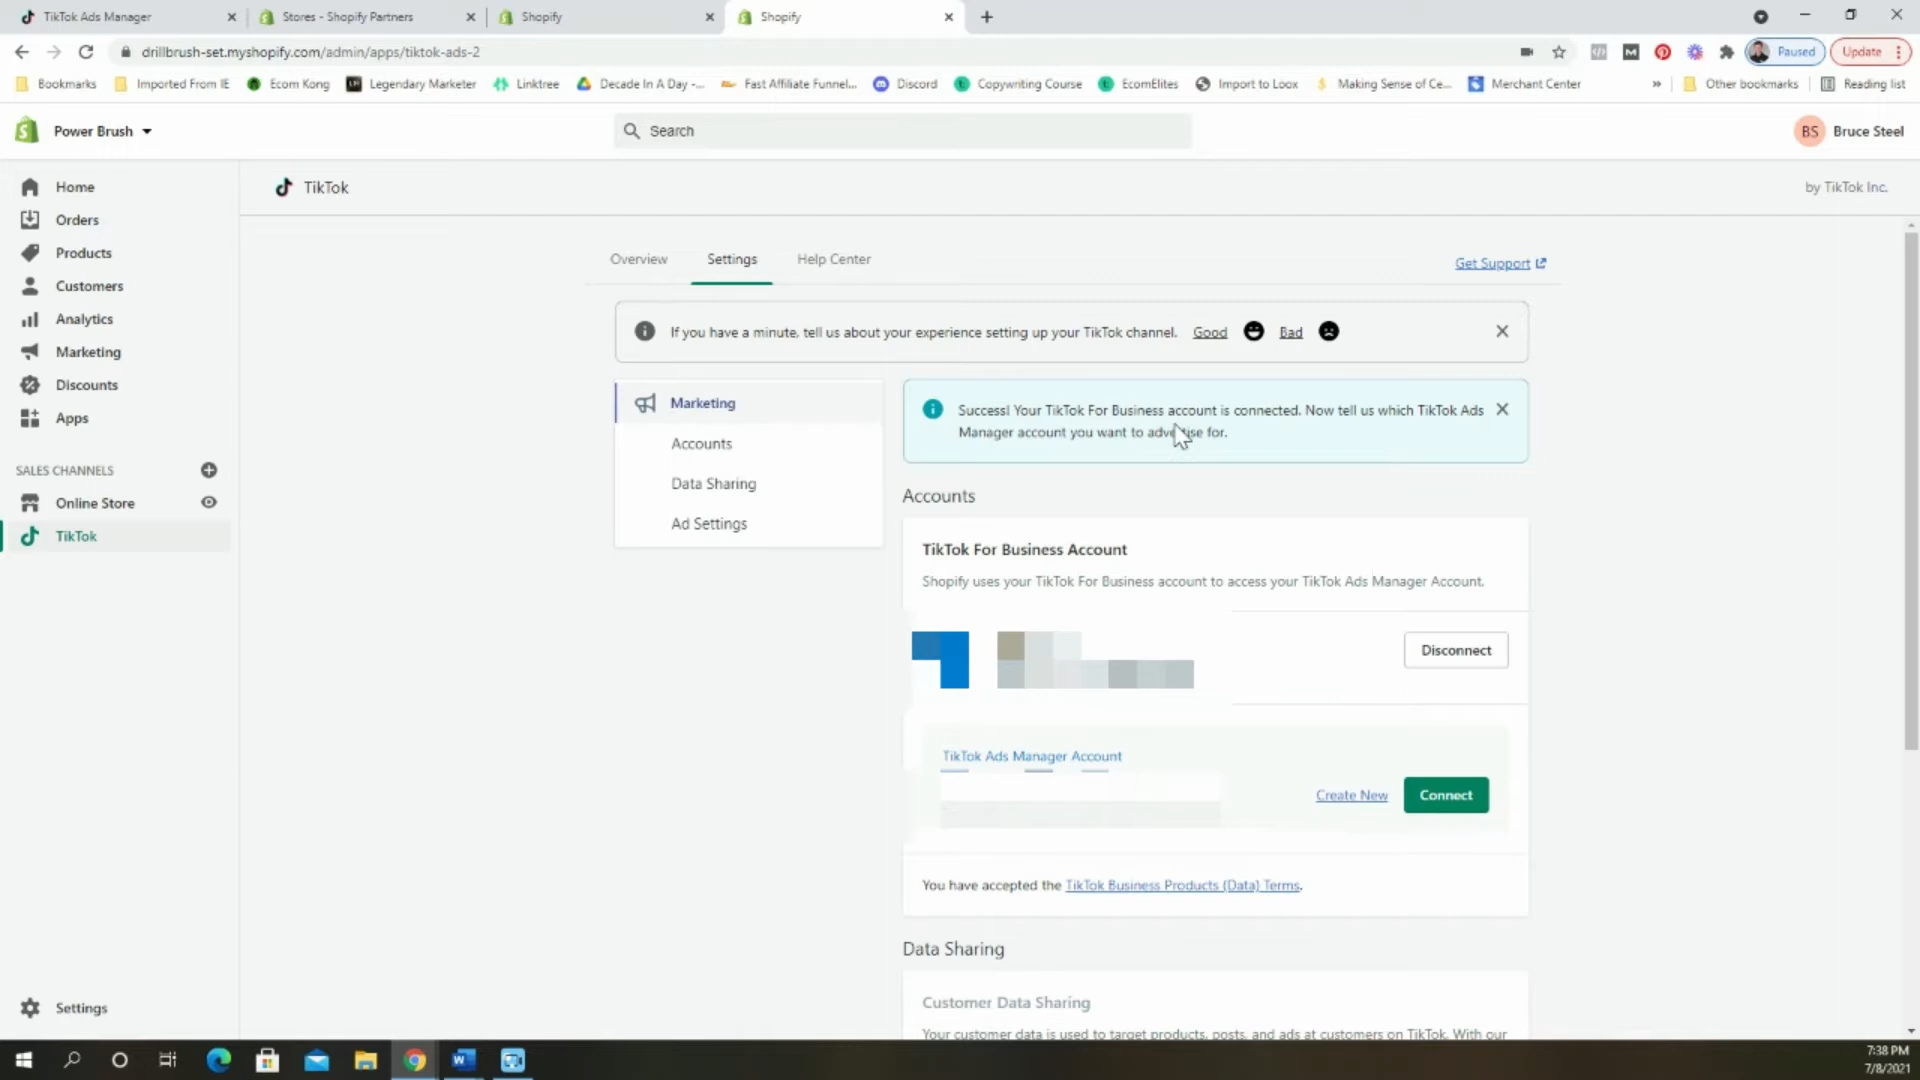 TikTok Ads Manager
Stores - Shopify Partners
Shopify
Shopify
drillbrush-set.myshopify.com/admin/apps/tiktok-ads-2
Paused
Update
Bookmarks
Imported From IE
Ecom Kong
Legendary Marketer
Linktree
Decade In A Day -...
Fast Affiliate Funnel...
Discord
Copywriting Course
EcomElites
Import to Loox
Making Sense of Ce...
Merchant Center
»
Other bookmarks
Reading list
Power Brush
Search
BS
Bruce Steel
Home
Orders
Products
Customers
Analytics
Marketing
Discounts
Apps
SALES CHANNELS
Online Store
TikTok
Settings
TikTok
by TikTok Inc.
Overview
Settings
Help Center
Get Support
If you have a minute, tell us about your experience setting up your TikTok channel. Good Bad
Marketing
Accounts
Data Sharing
Ad Settings
Success! Your TikTok For Business account is connected. Now tell us which TikTok Ads
Manager account you want to advertise for.
Accounts
TikTok For Business Account
Shopify uses your TikTok For Business account to access your TikTok Ads Manager Account.
Disconnect
TikTok Ads Manager Account
Create New
Connect
You have accepted the TikTok Business Products (Data) Terms.
Data Sharing
Customer Data Sharing
Your customer data is used to target products, posts, and ads at customers on TikTok. With our
7:38 PM
7/8/2021